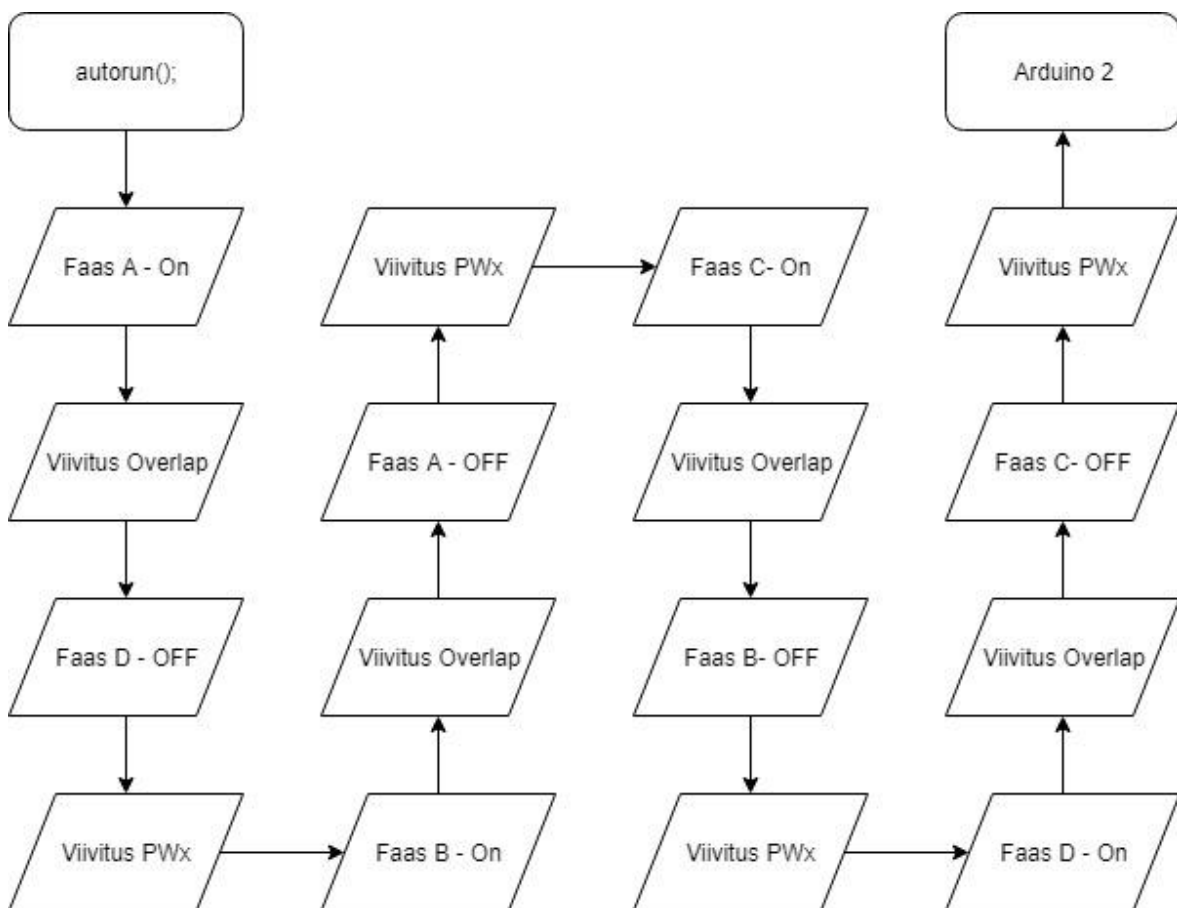 autorun();
Faas A - On
Viivitus Overlap
Faas D - OFF
Viivitus PWx
Faas B - On
Viivitus Overlap
Faas A - OFF
Viivitus PWx
Faas C- On
Viivitus Overlap
Faas B- OFF
Viivitus PWx
Faas D - On
Viivitus Overlap
Faas C- OFF
Viivitus PWx
Arduino 2